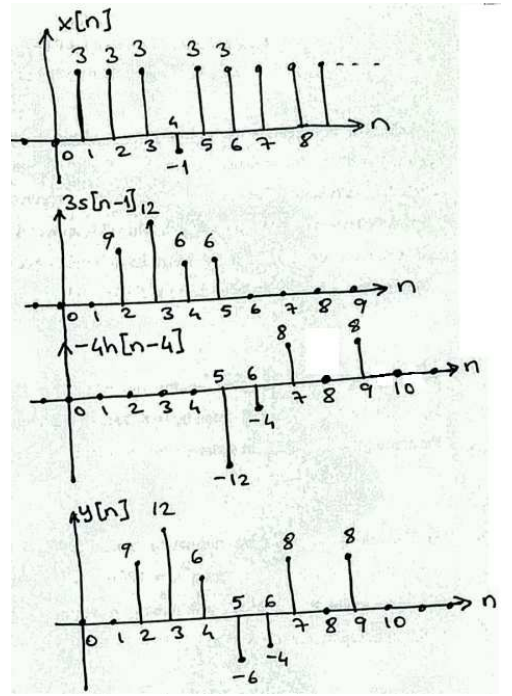 x[n]
3 3 3 3 3
4
0 1 2 3 5 6 7 8 n
-1
3s[n-1]
9 12 6 6
0 1 2 3 4 5 6 7 8 9 n
-4h[n-4]
5 6 8 8
0 1 2 3 4 7 8 9 10 n
-4
-12
y[n]
9 12 6 8 8
5 6
0 1 2 3 4 7 8 9 10 n
-6 -4